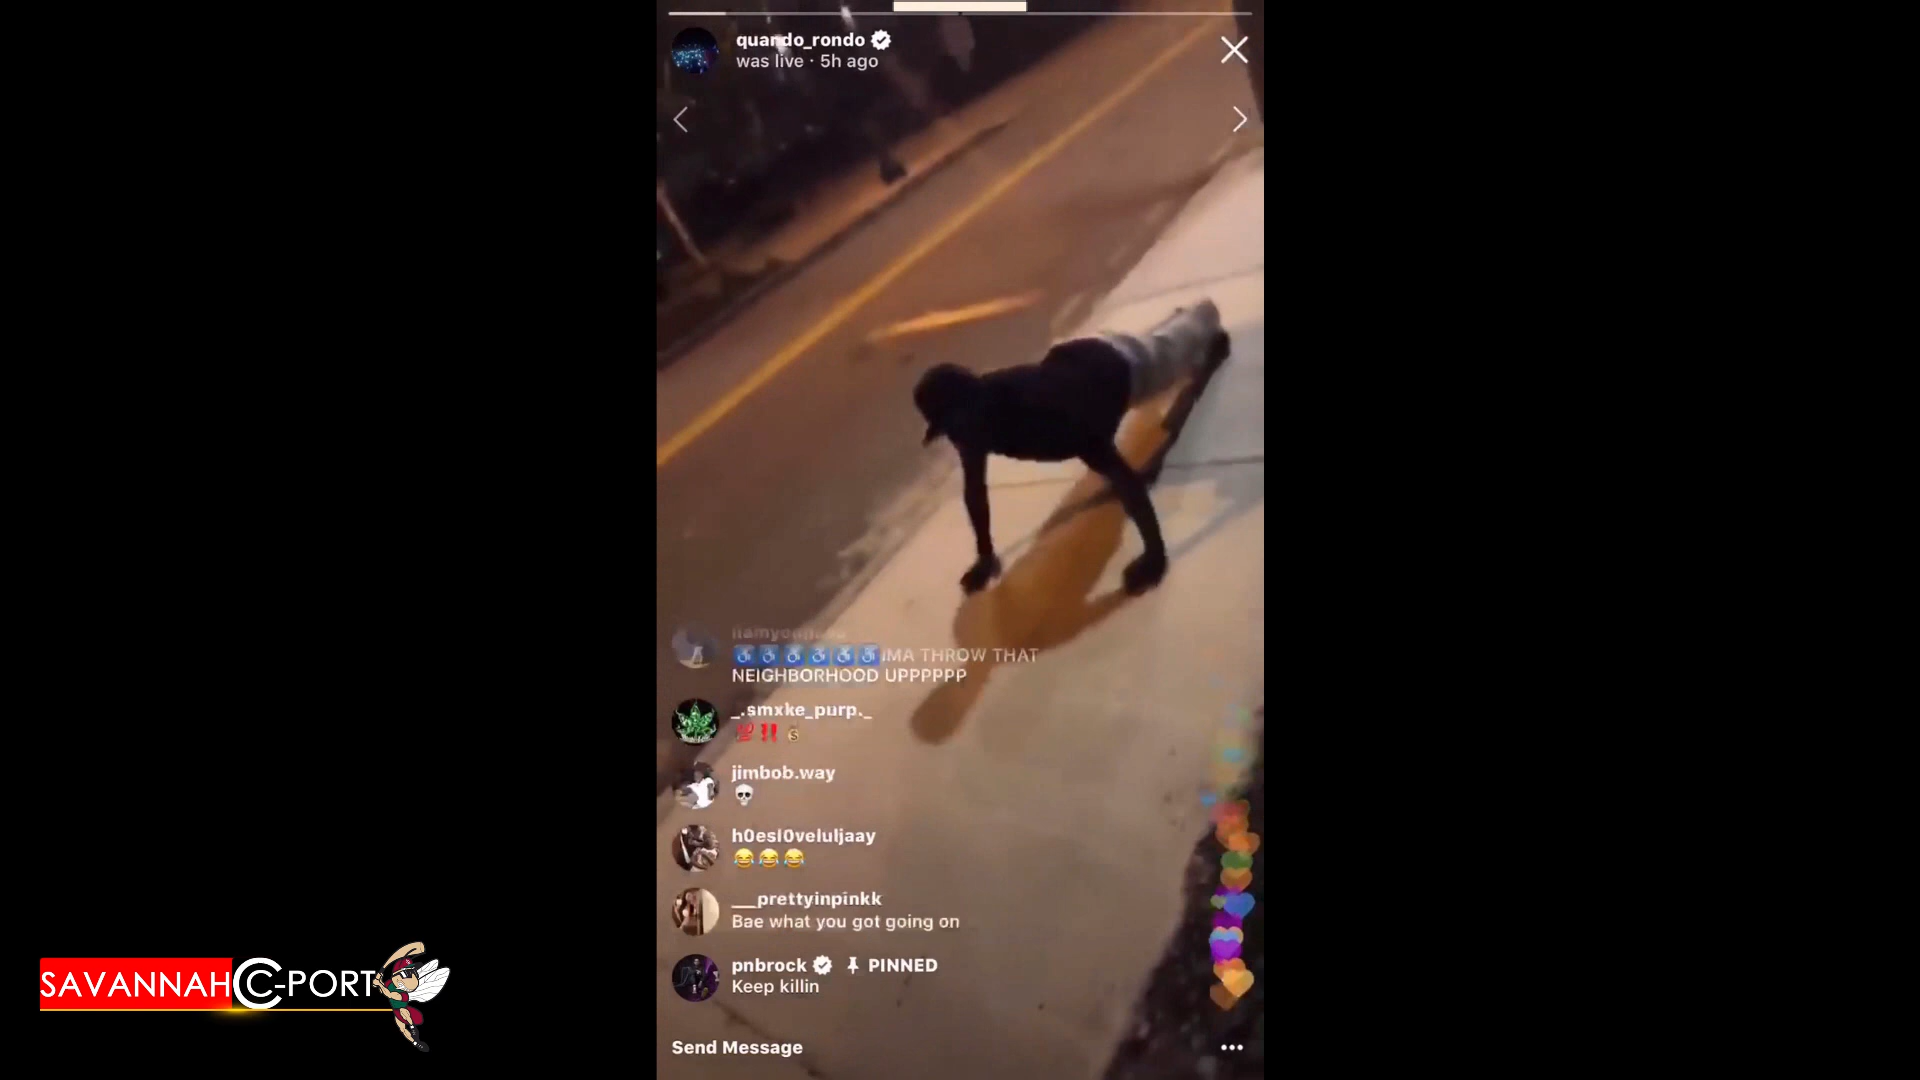 quando_rondo
was live · 5h ago
IMA THROW THAT
NEIGHBORHOOD UPPPPPP
_.smxke_purp._
💯‼️💰
jimbob.way
💀
h0esl0veluljaay
😂😂😂
___prettyinpinkk
Bae what you got going on
pnbrock PINNED
Keep killin
Send Message
SAVANNAH C-PORT